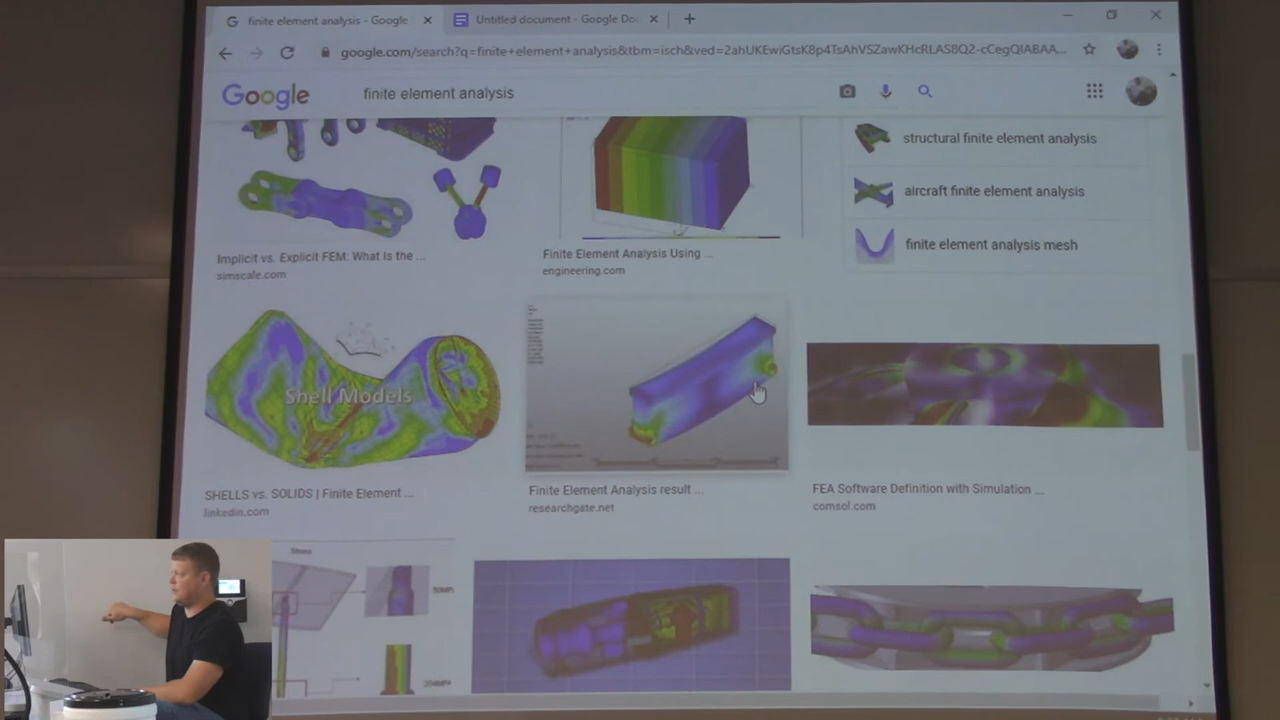 finite element analysis - Google
Untitled document - Google Do
google.com/search?q=finite+element+analysis&tbm=isch&ved=2ahUKEwiGtsK8p4TsAhVSZawKHcRLAS8Q2-cCegQIABAA...
Google
finite element analysis
structural finite element analysis
aircraft finite element analysis
finite element analysis mesh
Implicit vs. Explicit FEM: What Is the ...
simscale.com
Finite Element Analysis Using ...
engineering.com
Shell Models
SHELLS vs. SOLIDS | Finite Element ...
linkedin.com
Finite Element Analysis result ...
researchgate.net
FEA Software Definition with Simulation ...
comsol.com